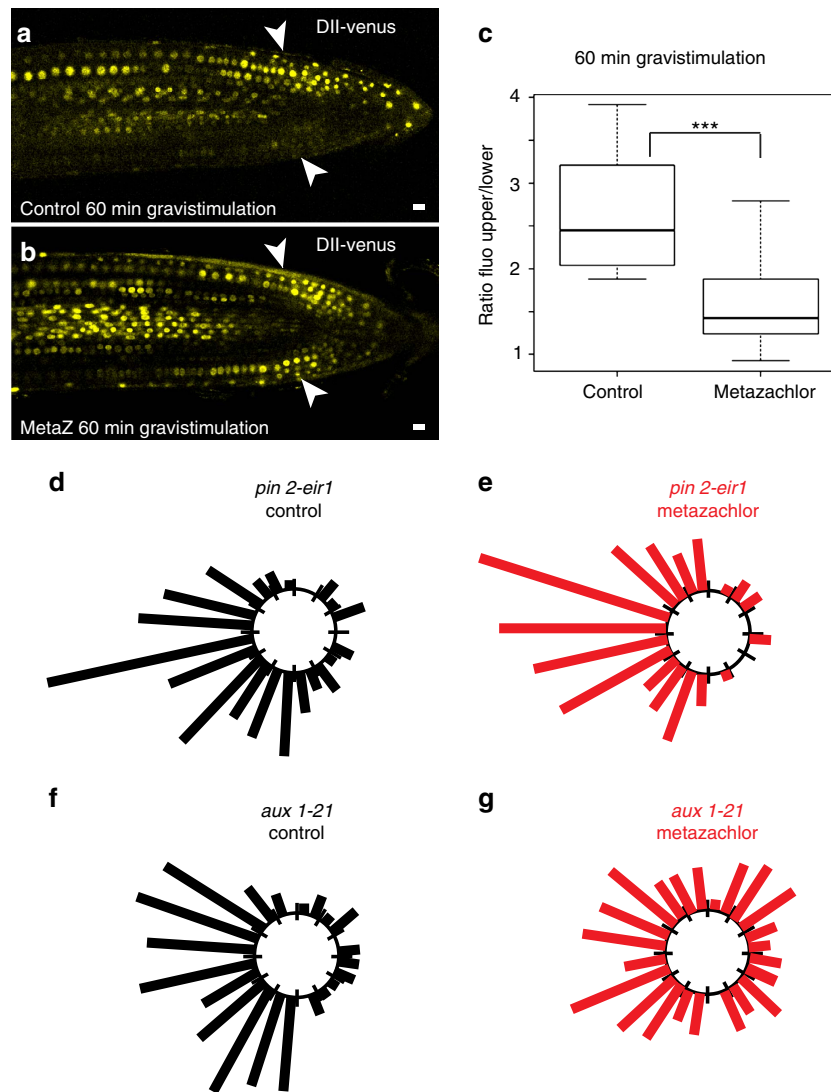 a
DII-venus
Control 60 min gravistimulation
b
DII-venus
MetaZ 60 min gravistimulation
c
60 min gravistimulation
Ratio fluo upper/lower
4
3
2
1
***
Control
Metazachlor
d
pin 2-eir1
control
e
pin 2-eir1
metazachlor
f
aux 1-21
control
g
aux 1-21
metazachlor